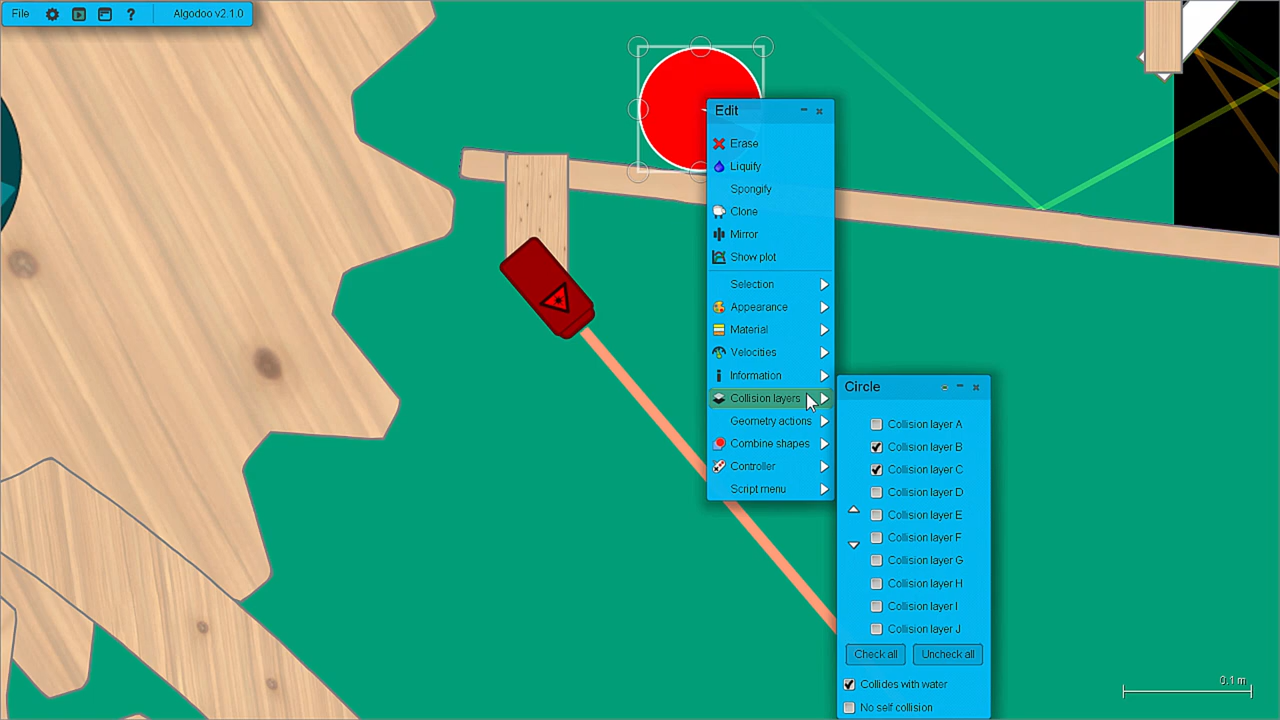 File
?
Algodoo v2.1.0
Edit
Erase
Liquify
Spongify
Clone
Mirror
Show plot
Selection
Appearance
Material
Velocities
Information
Collision layers
Geometry actions
Combine shapes
Controller
Script menu
Circle
Collision layer A
Collision layer B
Collision layer C
Collision layer D
Collision layer E
Collision layer F
Collision layer G
Collision layer H
Collision layer I
Collision layer J
Check all
Uncheck all
Collides with water
No self collision
0.1 m